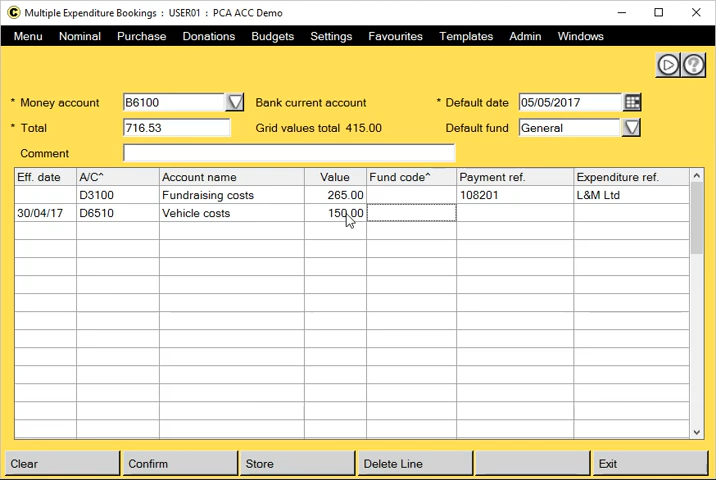 Multiple Expenditure Bookings : USER01 : PCA ACC Demo
Menu Nominal Purchase Donations Budgets Settings Favourites Templates Admin Windows
* Money account B6100 Bank current account * Default date 05/05/2017
* Total 716.53 Grid values total 415.00 Default fund General
Comment
Eff. date A/C^ Account name Value Fund code^ Payment ref. Expenditure ref.
D3100 Fundraising costs 265.00 108201 L&M Ltd
30/04/17 D6510 Vehicle costs 150.00
Clear Confirm Store Delete Line Exit